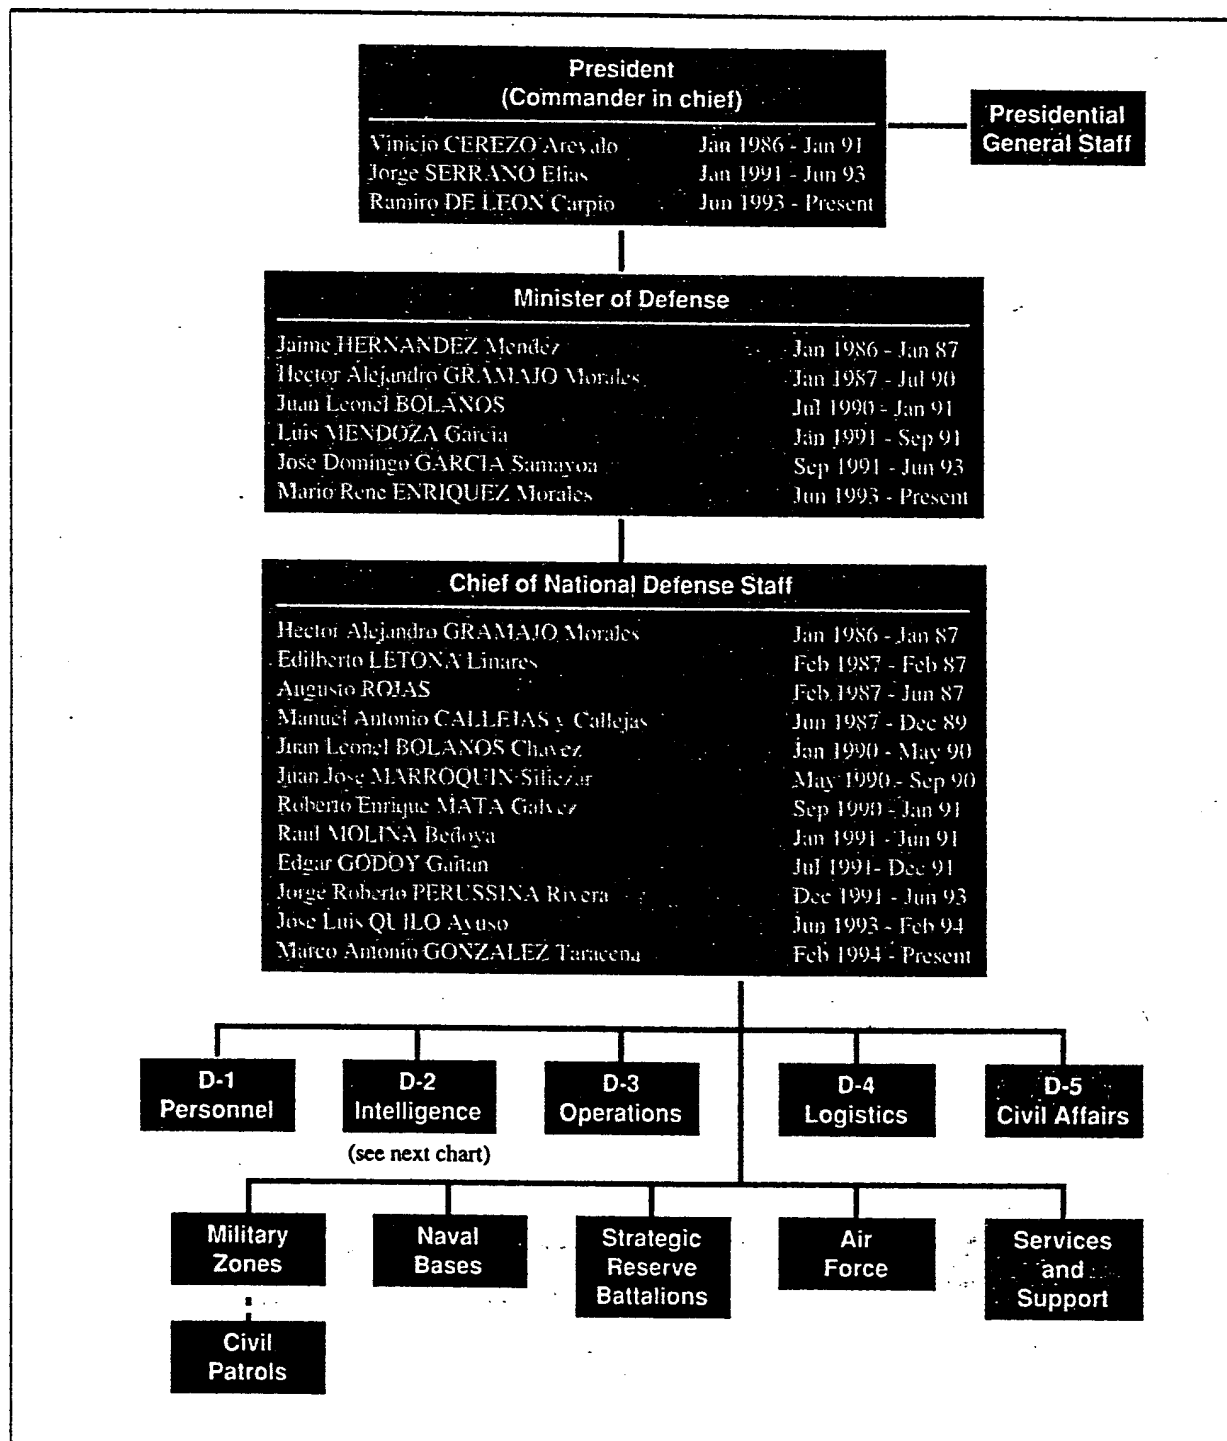 President
(Commander in chief)
Vinicio CEREZO Arevalo Jan 1986 - Jan 91
Jorge SERRANO Elias Jan 1991 - Jun 93
Ramiro DE LEON Carpio Jun 1993 - Present
Presidential
General Staff
Minister of Defense
Jaime HERNANDEZ Mendez Jan 1986 - Jan 87
Hector Alejandro GRAMAJO Morales Jan 1987 - Jul 90
Juan Leonel BOLANOS Jul 1990 - Jan 91
Luis MENDOZA Garcia Jan 1991 - Sep 91
Jose Domingo GARCIA Samayoa Sep 1991 - Jun 93
Mario Rene ENRIQUEZ Morales Jun 1993 - Present
Chief of National Defense Staff
Hector Alejandro GRAMAJO Morales Jan 1986 - Jan 87
Edilberto LETONA Linares Feb 1987 - Feb 87
Augusto ROJAS Feb 1987 - Jun 87
Manuel Antonio CALLEJAS y Callejas Jun 1987 - Dec 89
Juan Leonel BOLANOS Chavez Jan 1990 - May 90
Juan Jose MARROQUIN Siliezar May 1990 - Sep 90
Roberto Enrique MATA Galvez Sep 1990 - Jan 91
Raul MOLINA Bedoya Jan 1991 - Jun 91
Edgar GODOY Gaitan Jul 1991- Dec 91
Jorge Roberto PERUSSINA Rivera Dec 1991 - Jun 93
Jose Luis QUILO Ayuso Jun 1993 - Feb 94
Marco Antonio GONZALEZ Taracena Feb 1994 - Present
D-1
Personnel
D-2
Intelligence
(see next chart)
D-3
Operations
D-4
Logistics
D-5
Civil Affairs
Military
Zones
Naval
Bases
Strategic
Reserve
Battalions
Air
Force
Services
and
Support
Civil
Patrols